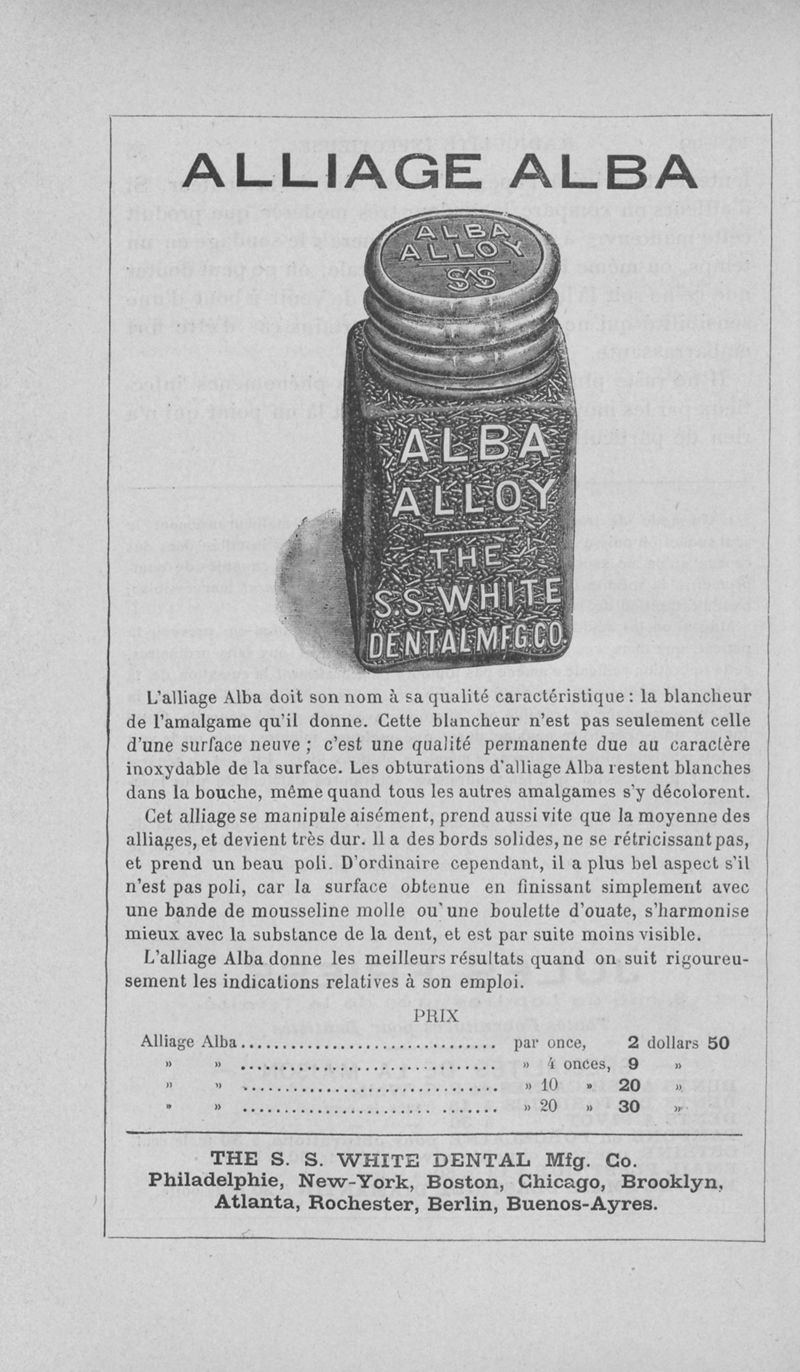 ALLIAGE ALBA
ALBA
ALLOY
S.S
ALBA
ALLOY
THE
S.S. WHITE
DENTAL MFG. CO.
L'alliage Alba doit son nom à sa qualité caractéristique : la blancheur
de l'amalgame qu'il donne. Cette blancheur n'est pas seulement celle
d'une surface neuve ; c'est une qualité permanente due au caractère
inoxydable de la surface. Les obturations d'alliage Alba restent blanches
dans la bouche, même quand tous les autres amalgames s'y décolorent.
Cet alliage se manipule aisément, prend aussi vite que la moyenne des
alliages, et devient très dur. Il a des bords solides, ne se rétricissant pas,
et prend un beau poli. D'ordinaire cependant, il a plus bel aspect s'il
n'est pas poli, car la surface obtenue en finissant simplement avec
une bande de mousseline molle ou' une boulette d'ouate, s'harmonise
mieux avec la substance de la dent, et est par suite moins visible.
L'alliage Alba donne les meilleurs résultats quand on suit rigoureu-
sement les indications relatives à son emploi.
PRIX
Alliage Alba .............................. par once, 2 dollars 50
» » .............................. » 4 onces, 9 »
» » .............................. » 10 » 20 »
» » .............................. » 20 » 30 »
THE S. S. WHITE DENTAL Mfg. Co.
Philadelphie, New-York, Boston, Chicago, Brooklyn,
Atlanta, Rochester, Berlin, Buenos-Ayres.